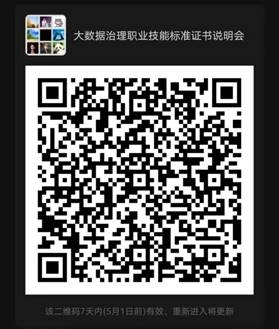 大数据治理职业技能标准证书说明会
该二维码7天内(5月1日前)有效，重新进入将更新